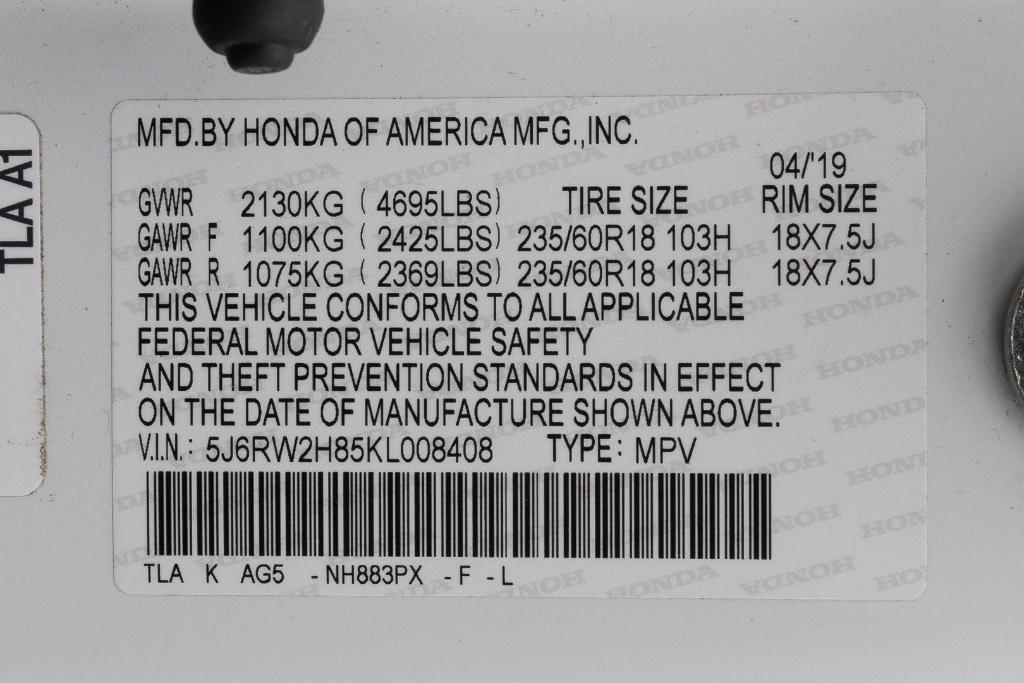 MFD.BY HONDA OF AMERICA MFG.,INC.
04/'19
GVWR 2130KG ( 4695LBS) TIRE SIZE RIM SIZE
GAWR F 1100KG ( 2425LBS) 235/60R18 103H 18X7.5J
GAWR R 1075KG ( 2369LBS) 235/60R18 103H 18X7.5J
THIS VEHICLE CONFORMS TO ALL APPLICABLE
FEDERAL MOTOR VEHICLE SAFETY
AND THEFT PREVENTION STANDARDS IN EFFECT
ON THE DATE OF MANUFACTURE SHOWN ABOVE.
V.I.N.: 5J6RW2H85KL008408 TYPE: MPV
TLA K AG5 -NH883PX -F -L
TLA A1